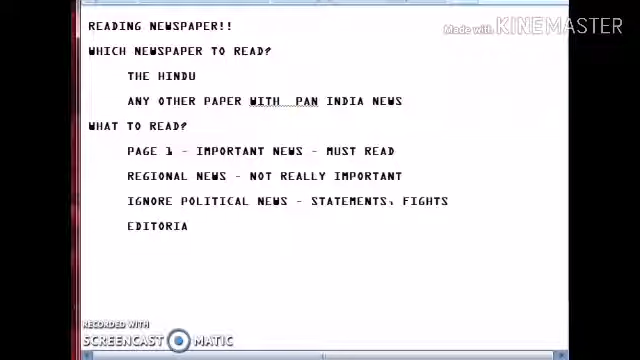 READING NEWSPAPER!!
Made with KINEMASTER
WHICH NEWSPAPER TO READ?
THE HINDU
ANY OTHER PAPER WITH  PAN INDIA NEWS
WHAT TO READ?
PAGE 1 - IMPORTANT NEWS - MUST READ
REGIONAL NEWS - NOT REALLY IMPORTANT
IGNORE POLITICAL NEWS - STATEMENTS, FIGHTS
EDITORIA
RECORDED WITH
SCREENCAST MATIC